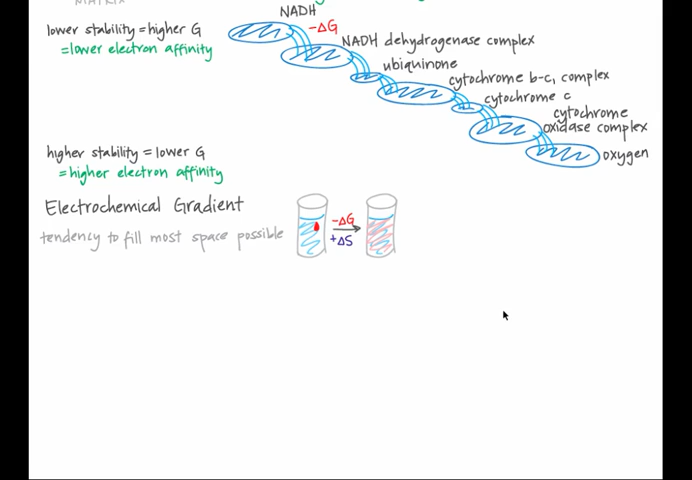 MATRIX
NADH
lower stability = higher G
= lower electron affinity
-ΔG
NADH dehydrogenase complex
ubiquinone
cytochrome b-c₁ complex
cytochrome c
cytochrome
oxidase complex
oxygen
higher stability = lower G
= higher electron affinity
Electrochemical Gradient
tendency to fill most space possible
-ΔG
+ΔS